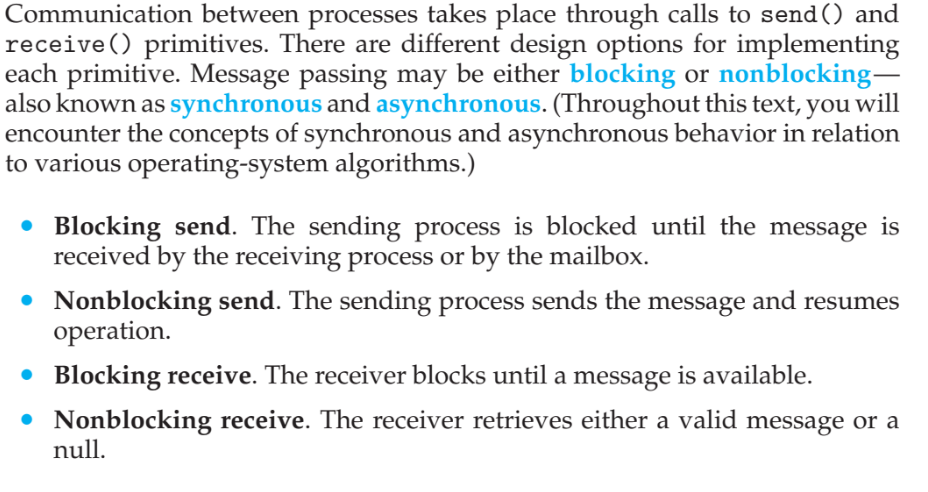 Communication between processes takes place through calls to send() and
receive() primitives. There are different design options for implementing
each primitive. Message passing may be either blocking or nonblocking—
also known as synchronous and asynchronous. (Throughout this text, you will
encounter the concepts of synchronous and asynchronous behavior in relation
to various operating-system algorithms.)
• Blocking send. The sending process is blocked until the message is
received by the receiving process or by the mailbox.
• Nonblocking send. The sending process sends the message and resumes
operation.
• Blocking receive. The receiver blocks until a message is available.
• Nonblocking receive. The receiver retrieves either a valid message or a
null.